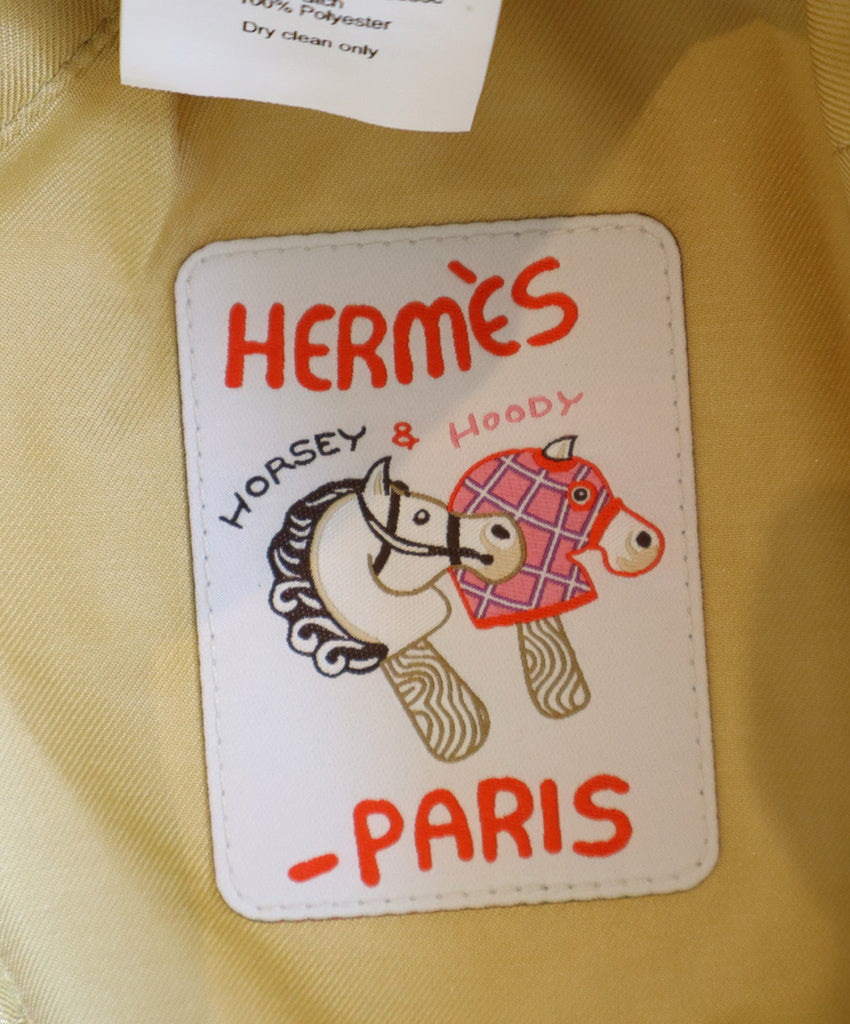 100% Polyester
Dry clean only
HERMÈS
HORSEY & HOODY
-PARIS